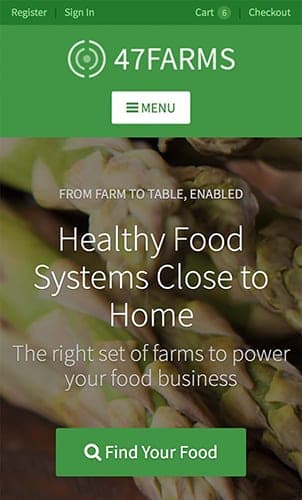 Register | Sign In Cart 6 | Checkout
47FARMS
MENU
FROM FARM TO TABLE, ENABLED
Healthy Food
Systems Close to
Home
The right set of farms to power
your food business
Find Your Food